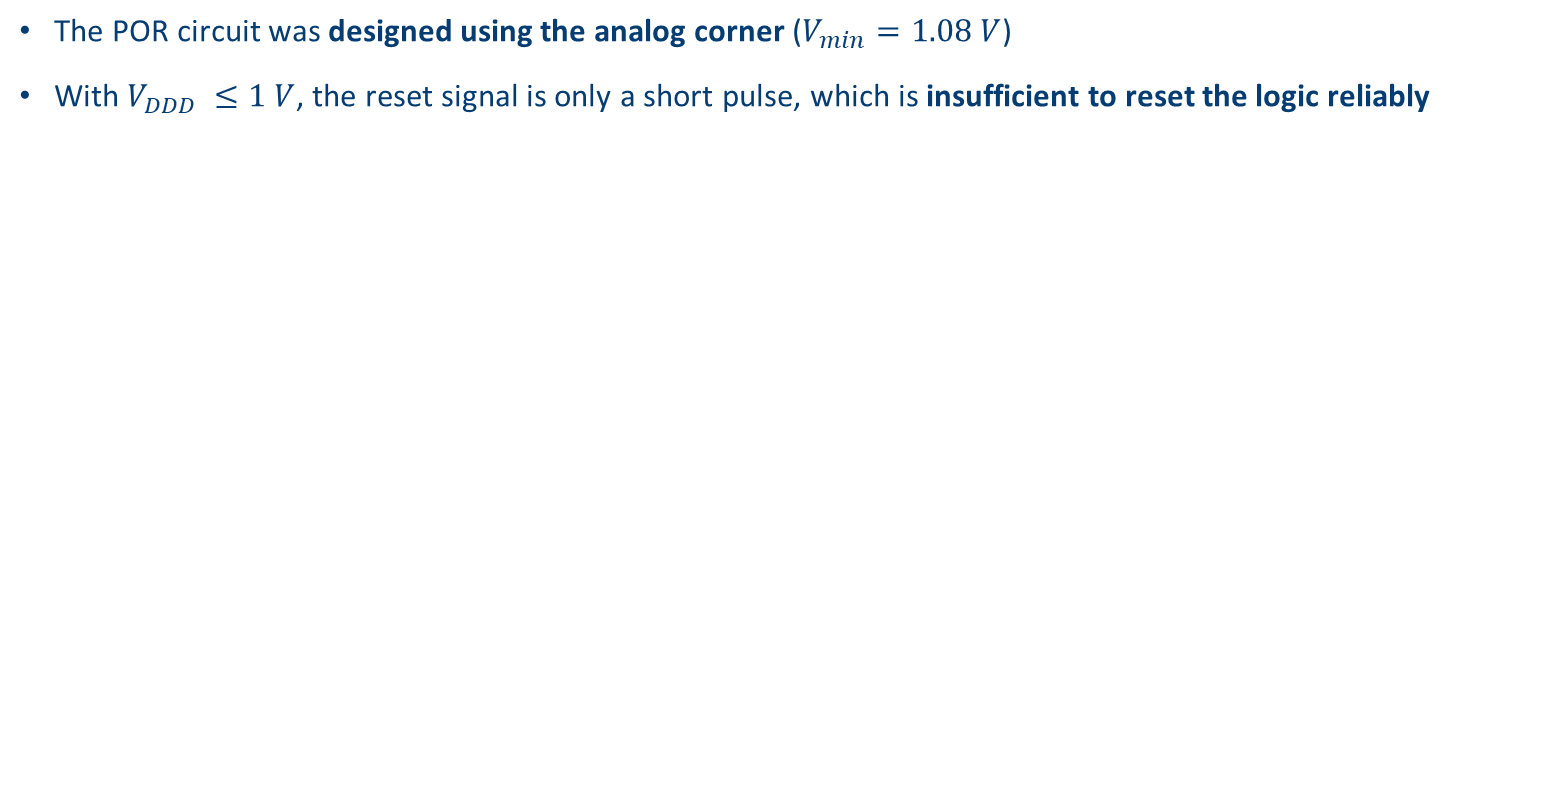 • The POR circuit was designed using the analog corner (V_min = 1.08 V)
• With V_DDD ≤ 1 V, the reset signal is only a short pulse, which is insufficient to reset the logic reliably